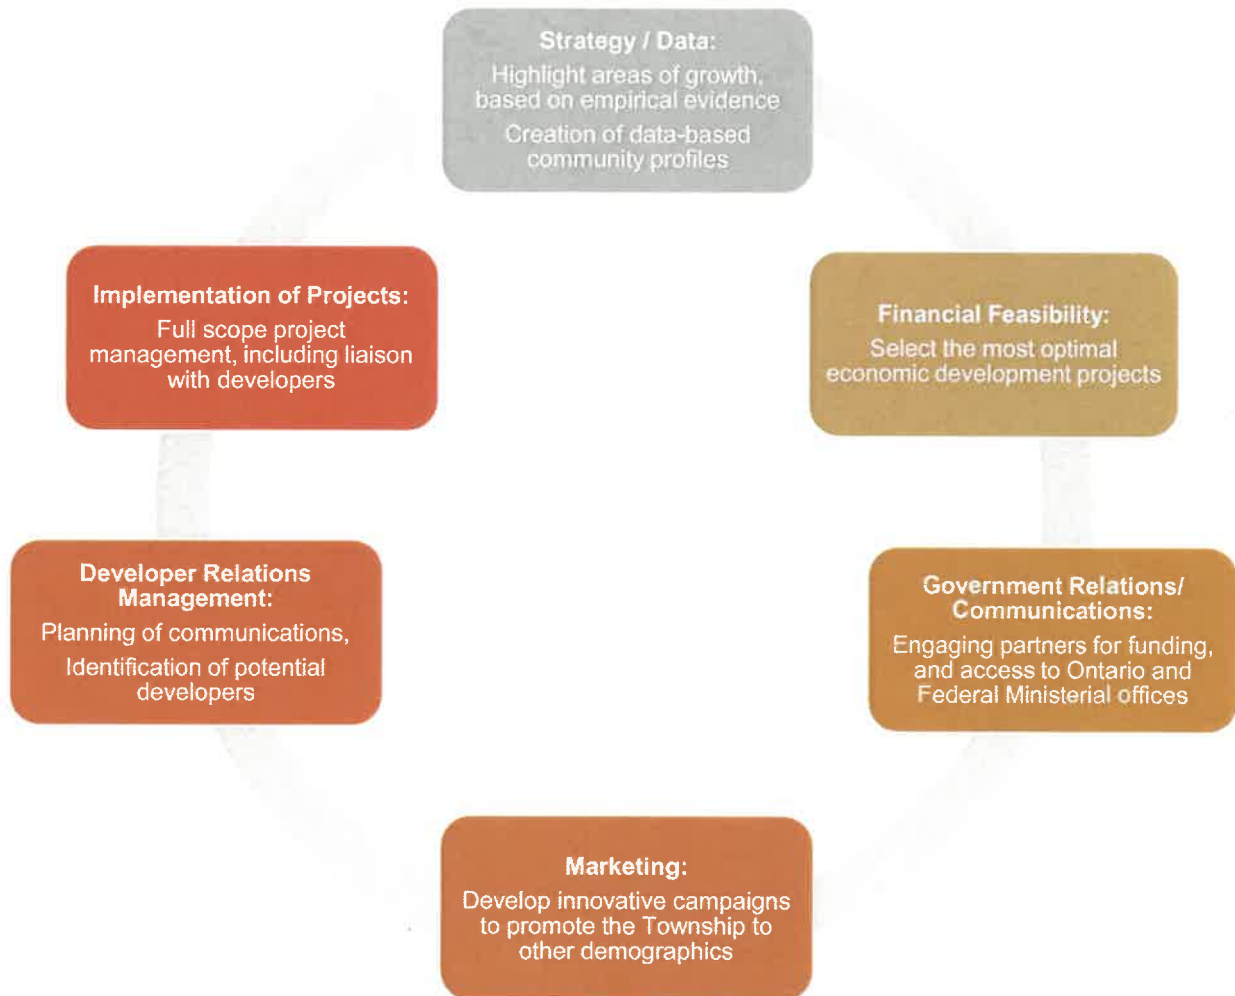 Strategy / Data:
Highlight areas of growth,
based on empirical evidence
Creation of data-based
community profiles
Financial Feasibility:
Select the most optimal
economic development projects
Government Relations/
Communications:
Engaging partners for funding,
and access to Ontario and
Federal Ministerial offices
Marketing:
Develop innovative campaigns
to promote the Township to
other demographics
Developer Relations
Management:
Planning of communications,
Identification of potential
developers
Implementation of Projects:
Full scope project
management, including liaison
with developers